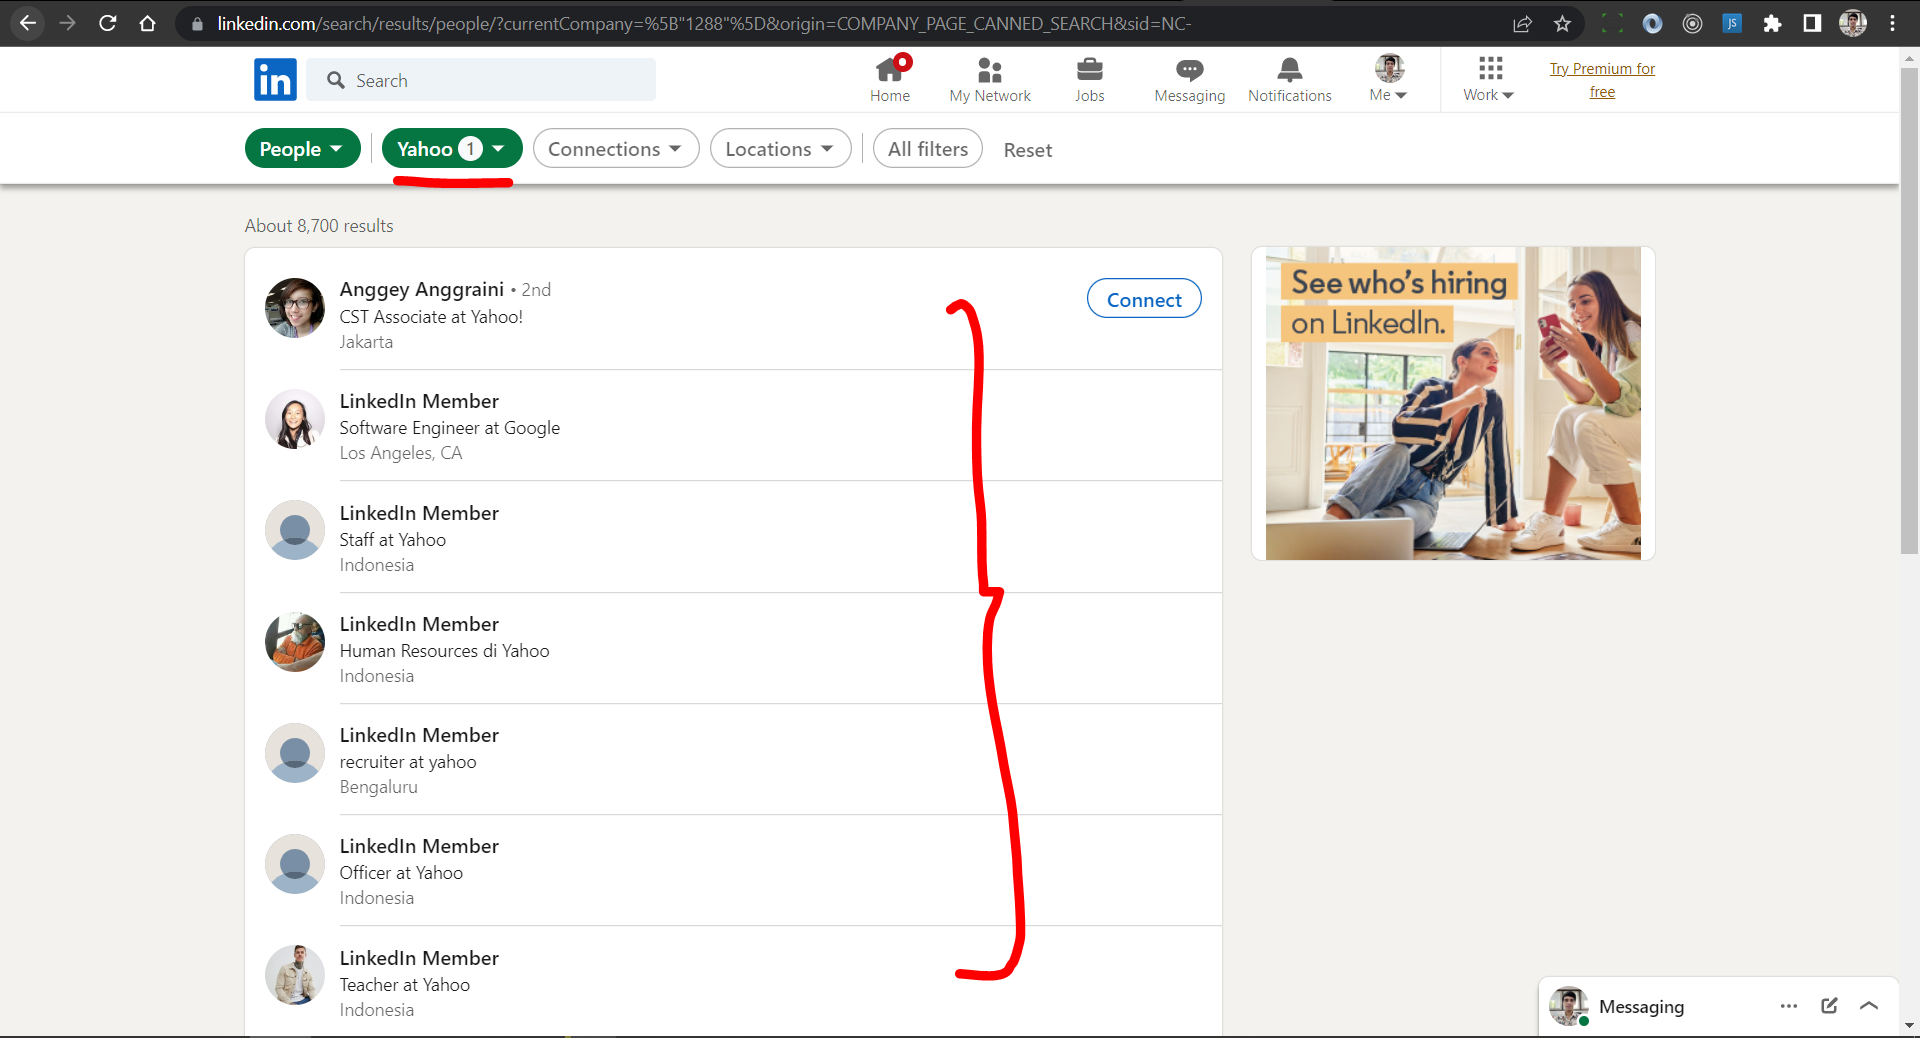 linkedin.com/search/results/people/?currentCompany=%5B"1288"%5D&origin=COMPANY_PAGE_CANNED_SEARCH&sid=NC-
JS
in
Search
Home
My Network
Jobs
Messaging
Notifications
Me
Work
Try Premium for
free
People
Yahoo 1
Connections
Locations
All filters
Reset
About 8,700 results
Anggey Anggraini • 2nd
CST Associate at Yahoo!
Jakarta
Connect
LinkedIn Member
Software Engineer at Google
Los Angeles, CA
LinkedIn Member
Staff at Yahoo
Indonesia
LinkedIn Member
Human Resources di Yahoo
Indonesia
LinkedIn Member
recruiter at yahoo
Bengaluru
LinkedIn Member
Officer at Yahoo
Indonesia
LinkedIn Member
Teacher at Yahoo
Indonesia
See who's hiring
on LinkedIn.
Messaging